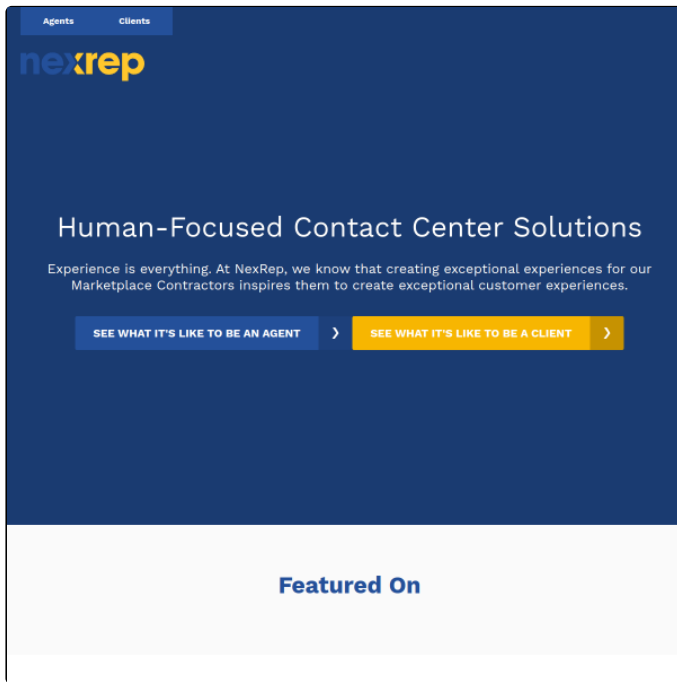 Agents Clients
nexrep
Human-Focused Contact Center Solutions
Experience is everything. At NexRep, we know that creating exceptional experiences for our
Marketplace Contractors inspires them to create exceptional customer experiences.
SEE WHAT IT'S LIKE TO BE AN AGENT ❯ SEE WHAT IT'S LIKE TO BE A CLIENT ❯
Featured On